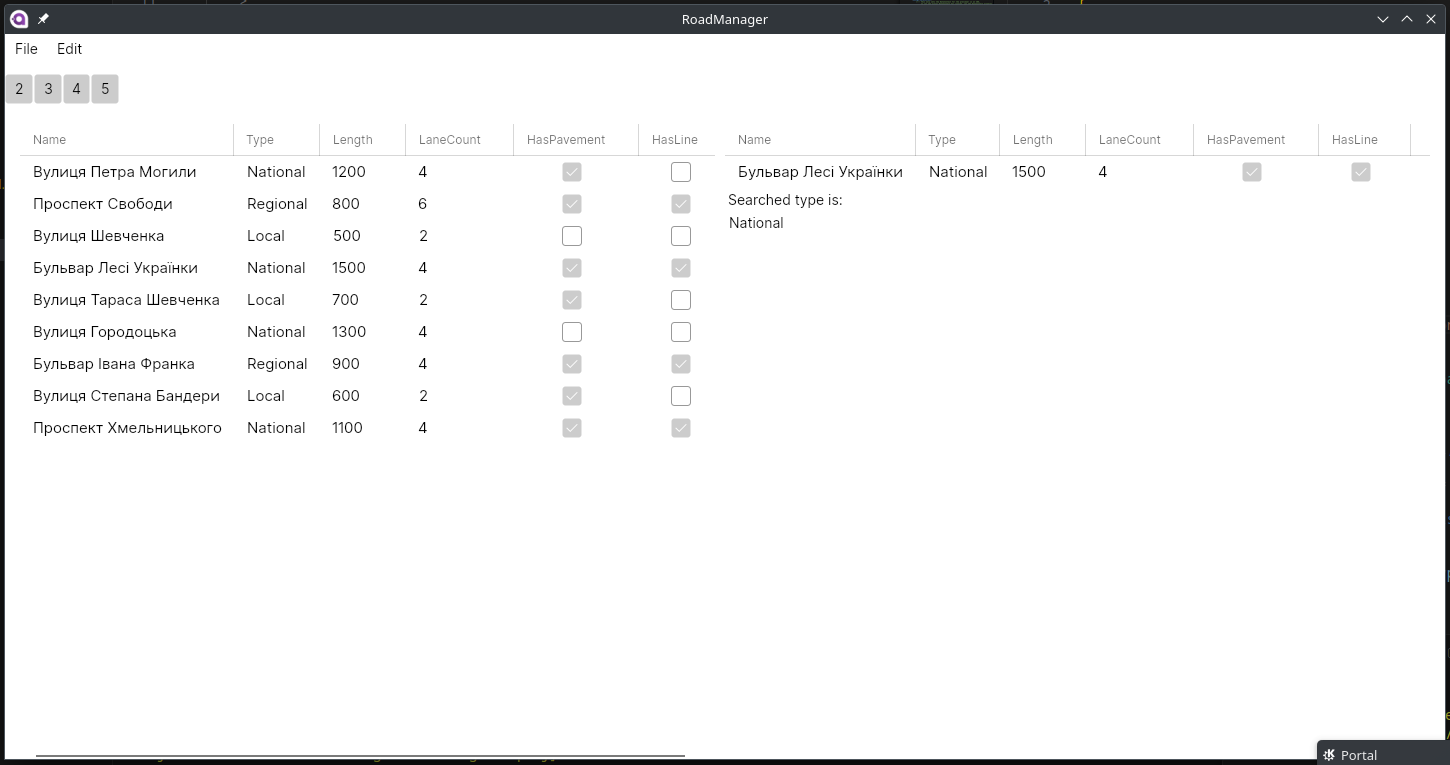 RoadManager
File Edit
2 3 4 5
Name Type Length LaneCount HasPavement HasLine
Вулиця Петра Могили National 1200 4
Проспект Свободи Regional 800 6
Вулиця Шевченка Local 500 2
Бульвар Лесі Українки National 1500 4
Вулиця Тараса Шевченка Local 700 2
Вулиця Городоцька National 1300 4
Бульвар Івана Франка Regional 900 4
Вулиця Степана Бандери Local 600 2
Проспект Хмельницького National 1100 4
Name Type Length LaneCount HasPavement HasLine
Бульвар Лесі Українки National 1500 4
Searched type is:
National
Portal